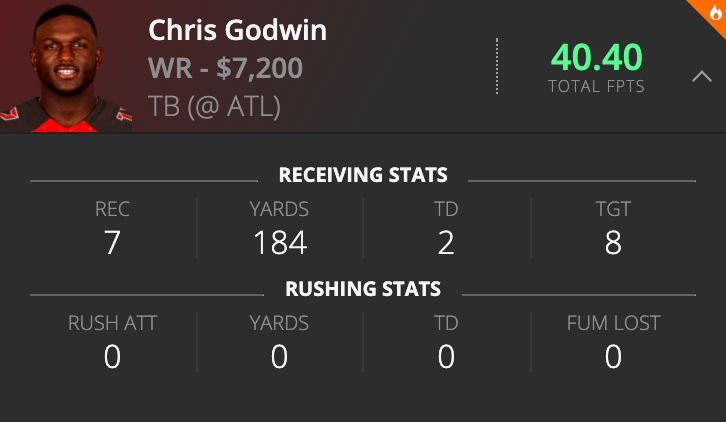 Chris Godwin
WR - $7,200
TB (@ ATL)
40.40
TOTAL FPTS
RECEIVING STATS
REC YARDS TD TGT
7 184 2 8
RUSHING STATS
RUSH ATT YARDS TD FUM LOST
0 0 0 0